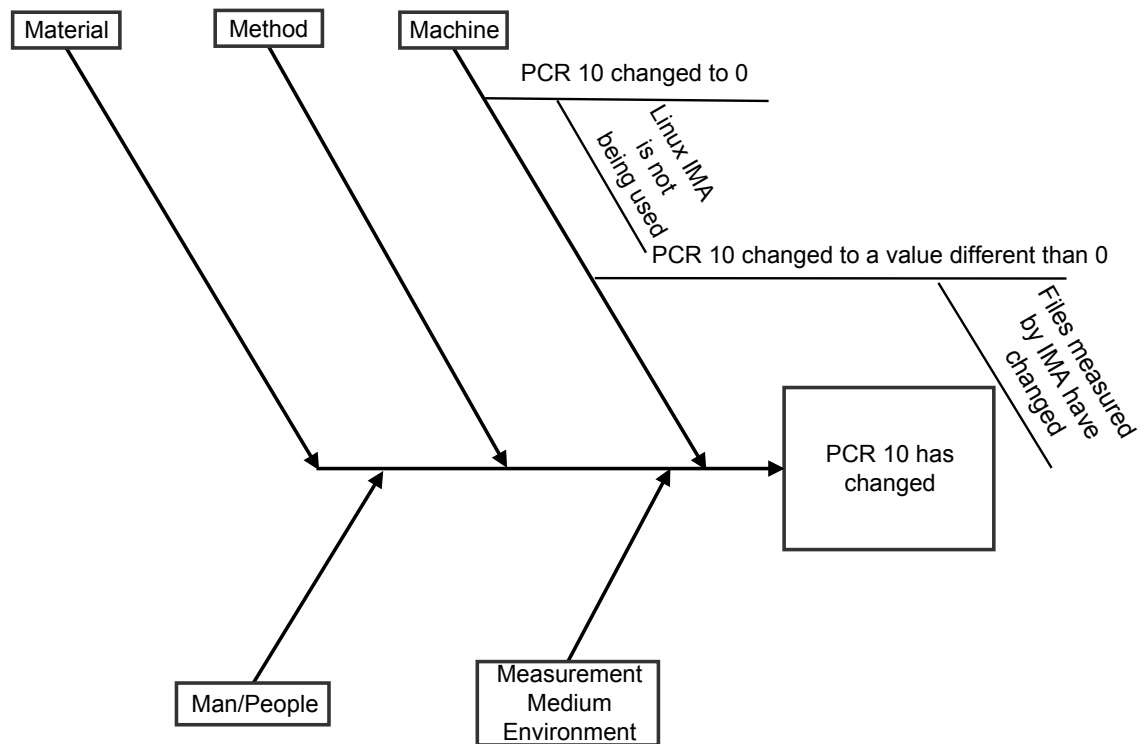 Material
Method
Machine
PCR 10 changed to 0
Linux IMA
is not
being used
PCR 10 changed to a value different than 0
Files measured
by IMA have
changed
PCR 10 has
changed
Man/People
Measurement
Medium
Environment